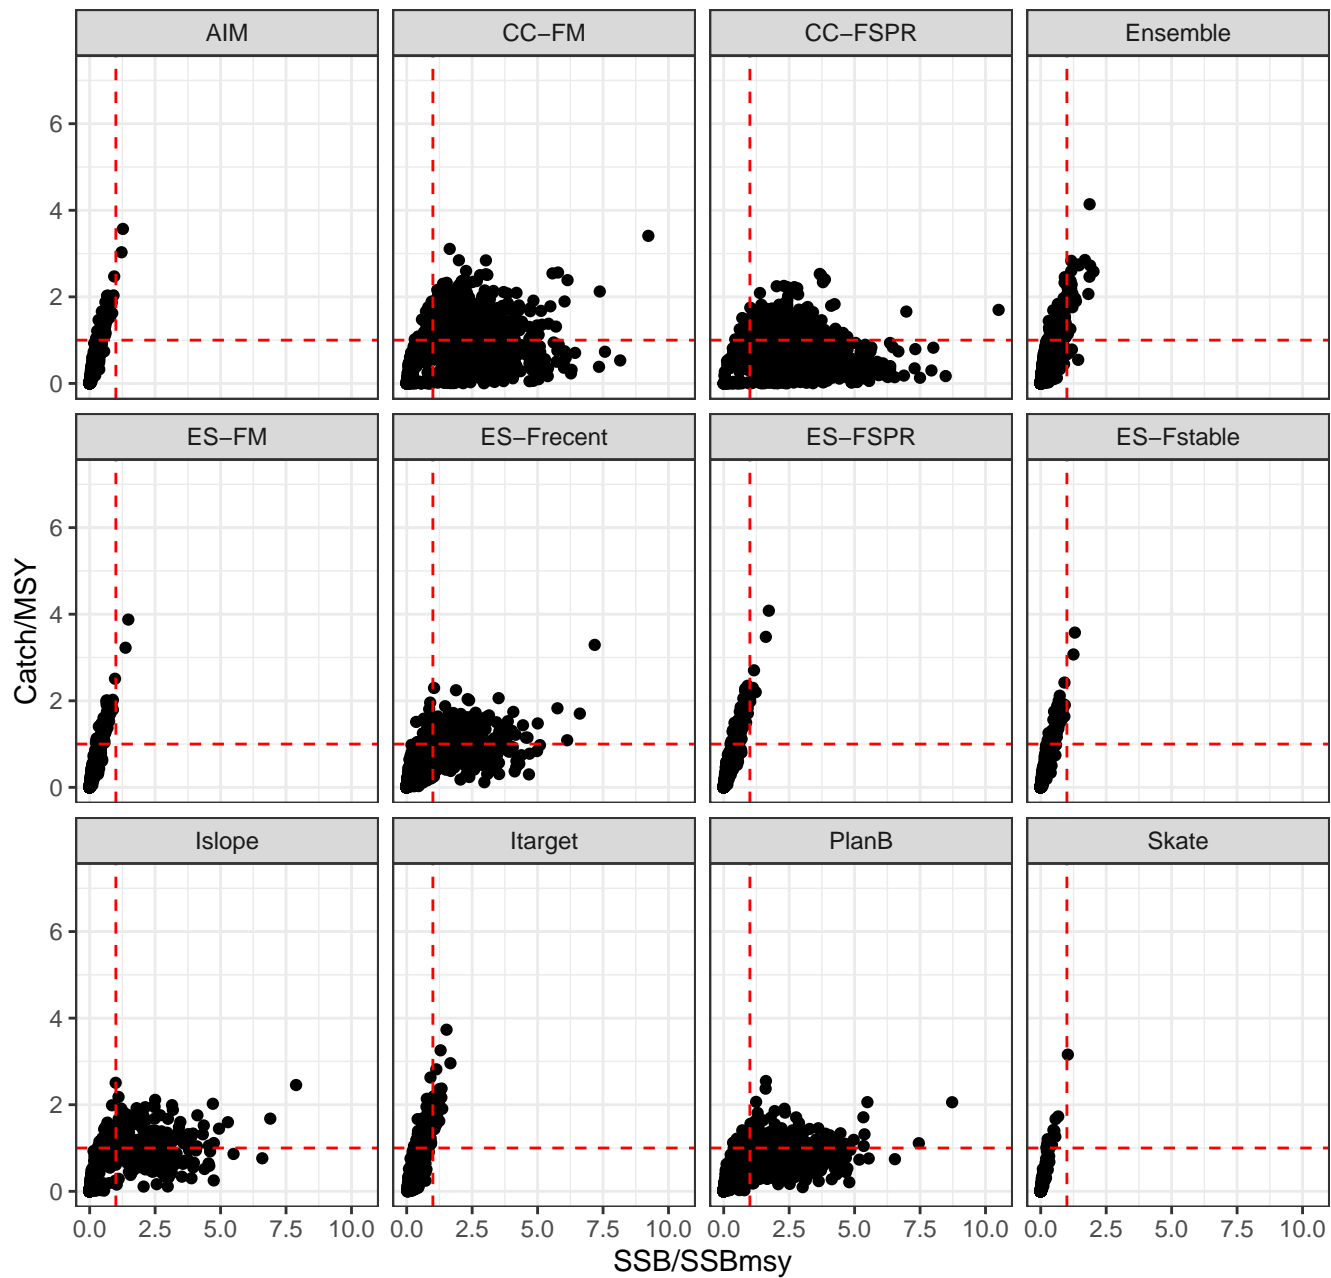 AIM CC−FM CC−FSPR Ensemble
6
4
2
0
ES−FM ES−Frecent ES−FSPR ES−Fstable
6
4
2
0
Catch/MSY
Islope Itarget PlanB Skate
6
4
2
0
0.0 2.5 5.0 7.5 10.0 0.0 2.5 5.0 7.5 10.0 0.0 2.5 5.0 7.5 10.0 0.0 2.5 5.0 7.5 10.0
SSB/SSBmsy